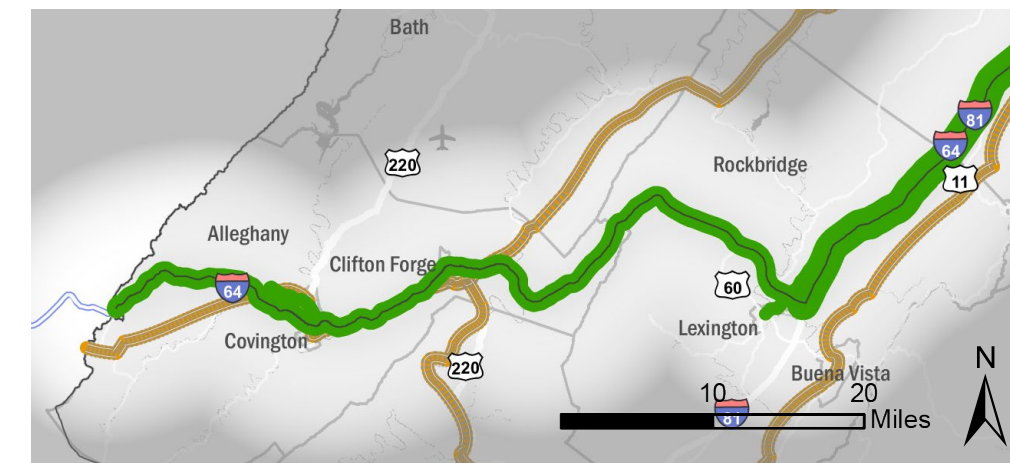 Bath
81
64
220
Rockbridge
11
Alleghany
Clifton Forge
64
60
Lexington
Covington
N
220
Buena Vista
10
20
81
Miles